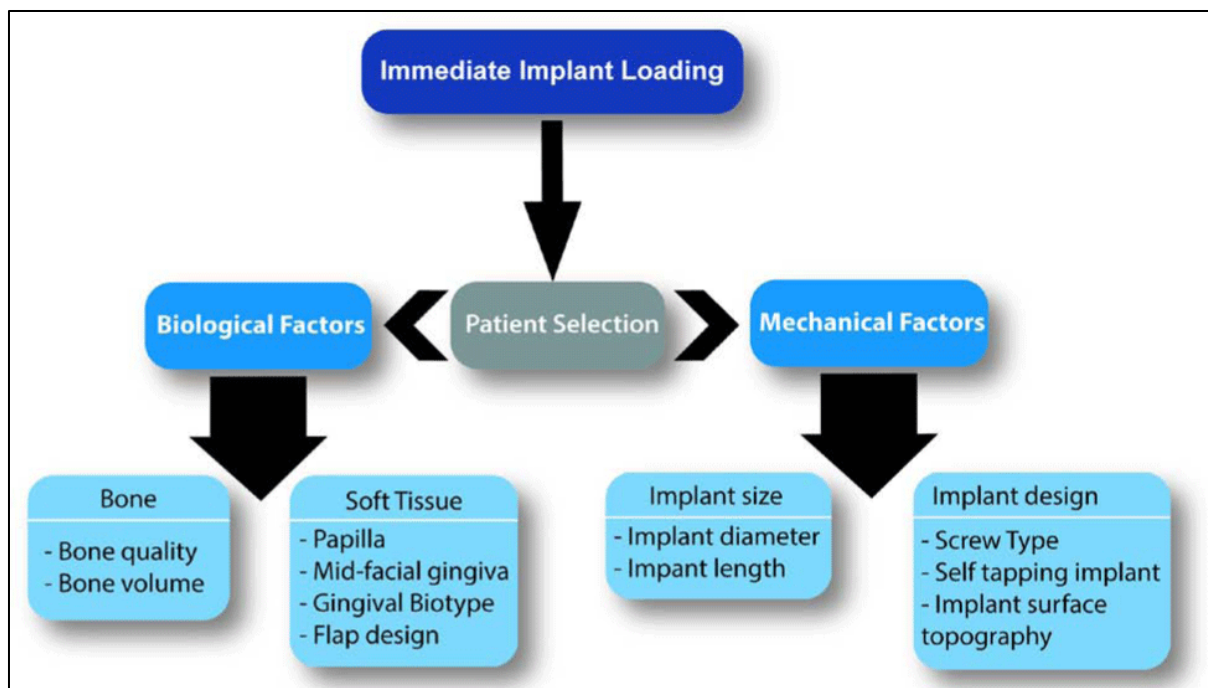 Immediate Implant Loading
Biological Factors
Patient Selection
Mechanical Factors
Bone
- Bone quality
- Bone volume
Soft Tissue
- Papilla
- Mid-facial gingiva
- Gingival Biotype
- Flap design
Implant size
- Implant diameter
- Impant length
Implant design
- Screw Type
- Self tapping implant
- Implant surface
topography